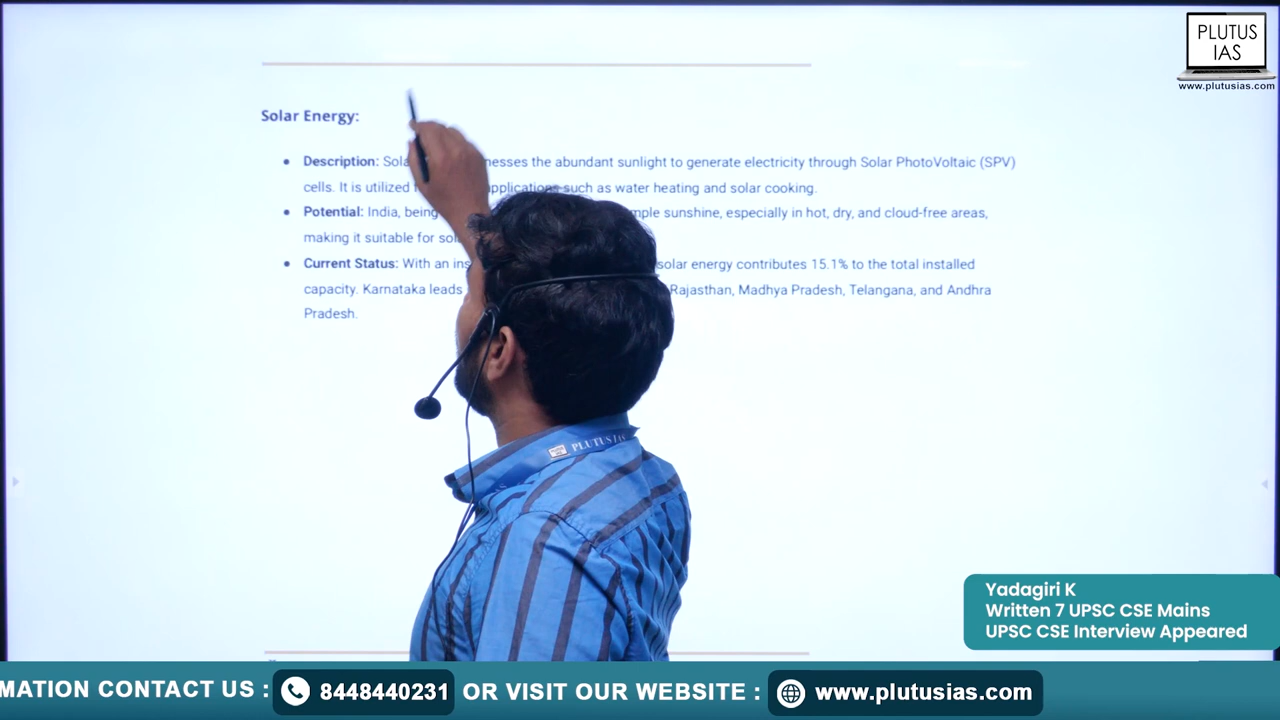 PLUTUS
IAS
www.plutusias.com
Solar Energy:
Description: nesses the abundant sunlight to generate electricity through Solar PhotoVoltaic (SPV)
cells. It is utilized applications such as water heating and solar cooking.
Potential: India, being sunshine, especially in hot, dry, and cloud-free areas,
making it suitable for
Current Status: With an solar energy contributes 15.1% to the total installed
capacity. Karnataka leads Rajasthan, Madhya Pradesh, Telangana, and Andhra
Pradesh.
PLUTUS IAS
Yadagiri K
Written 7 UPSC CSE Mains
UPSC CSE Interview Appeared
MATION CONTACT US : 8448440231 OR VISIT OUR WEBSITE : www.plutusias.com